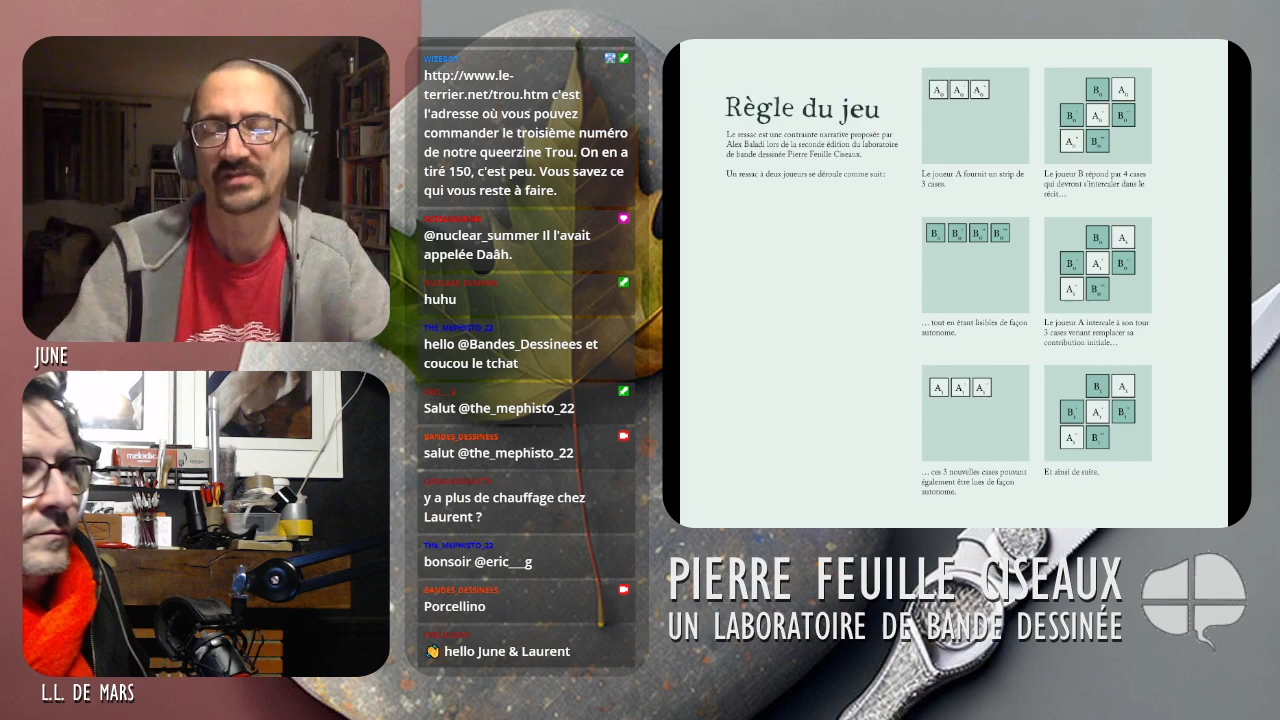 JUNE
L.L. DE MARS
melodica
WIZEBOT
http://www.le-
terrier.net/trou.htm c'est
l'adresse où vous pouvez
commander le troisième numéro
de notre queerzine Trou. On en a
tiré 150, c'est peu. Vous savez ce
qui vous reste à faire.
@nuclear_summer Il l'avait
appelée Daâh.
NUCLEAR_SUMMER
huhu
THE_MEPHISTO_22
hello @Bandes_Dessinees et
coucou le tchat
ERIC__G
Salut @the_mephisto_22
BANDES_DESSINEES
salut @the_mephisto_22
y a plus de chauffage chez
Laurent ?
THE_MEPHISTO_22
bonsoir @eric__g
BANDES_DESSINEES
Porcellino
hello June & Laurent
Règle du jeu
Le ressac est une contrainte narrative proposée par
Alex Baladi lors de la seconde édition du laboratoire
de bande dessinée Pierre Feuille Ciseaux.
Un ressac à deux joueurs se déroule comme suit:
Le joueur A fournit un strip de
3 cases.
Le joueur B répond par 4 cases
qui devront s'intercaler dans le
récit…
… tout en étant lisibles de façon
autonome.
Le joueur A intercale à son tour
3 cases venant remplacer sa
contribution initiale…
… ces 3 nouvelles cases pouvant
également être lues de façon
autonome.
Et ainsi de suite.
PIERRE FEUILLE CISEAUX
UN LABORATOIRE DE BANDE DESSINÉE